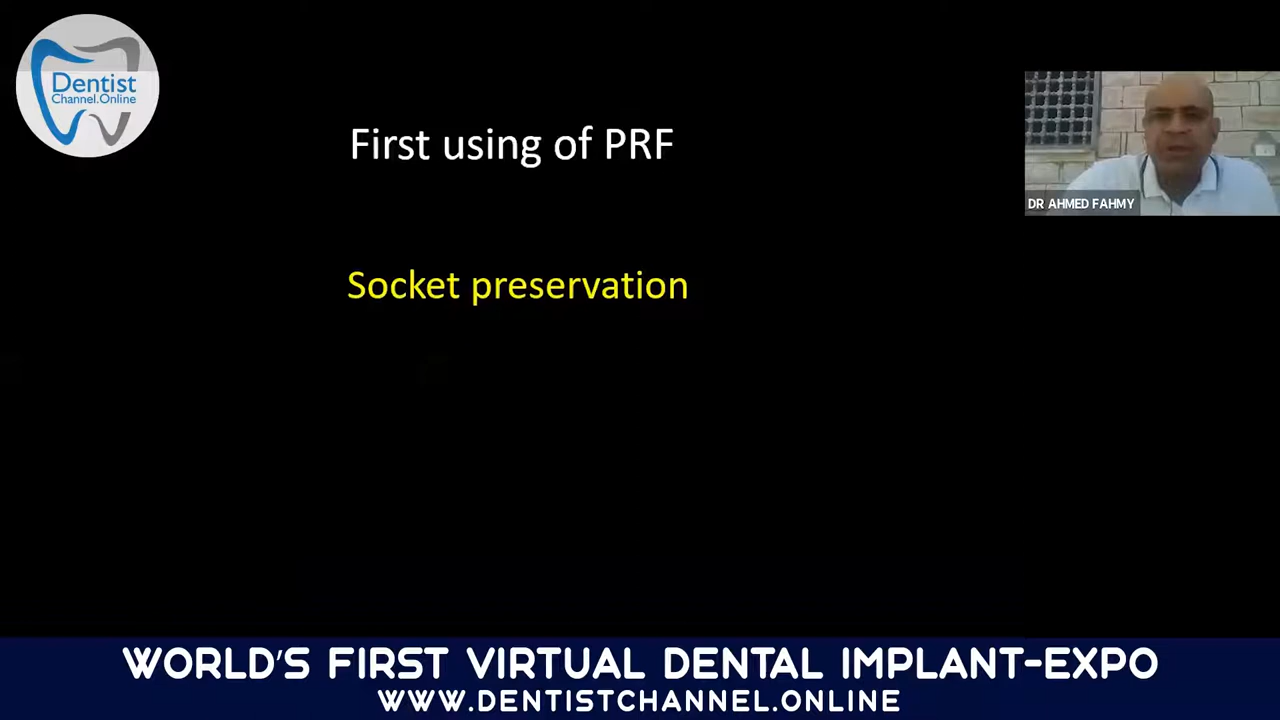 Dentist
Channel.Online
First using of PRF
DR AHMED FAHMY
Socket preservation
WORLD'S FIRST VIRTUAL DENTAL IMPLANT-EXPO
WWW.DENTISTCHANNEL.ONLINE